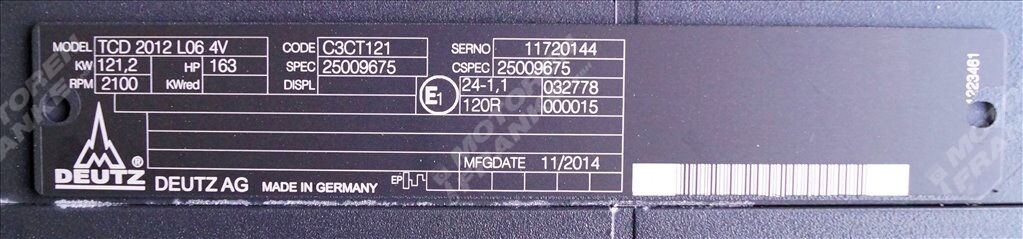 MODEL TCD 2012 L06 4V CODE C3CT121 SERNO 11720144
KW 121,2 HP 163 SPEC 25009675 CSPEC 25009675
RPM 2100 KWred DISPL E1 24-1,1 032778
120R 000015
MFGDATE 11/2014
EP
DEUTZ ® DEUTZ AG MADE IN GERMANY
1223461
MOTOREN
FRANKEN